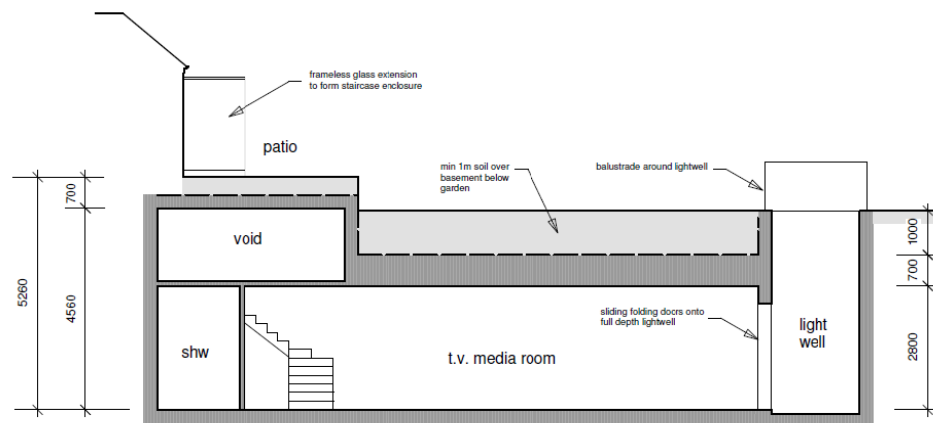 frameless glass extension
to form staircase enclosure
patio
min 1m soil over
basement below
garden
balustrade around lightwell
700
1000
void
700
5260
4560
sliding folding doors onto
full depth lightwell
light
well
2800
shw
t.v. media room